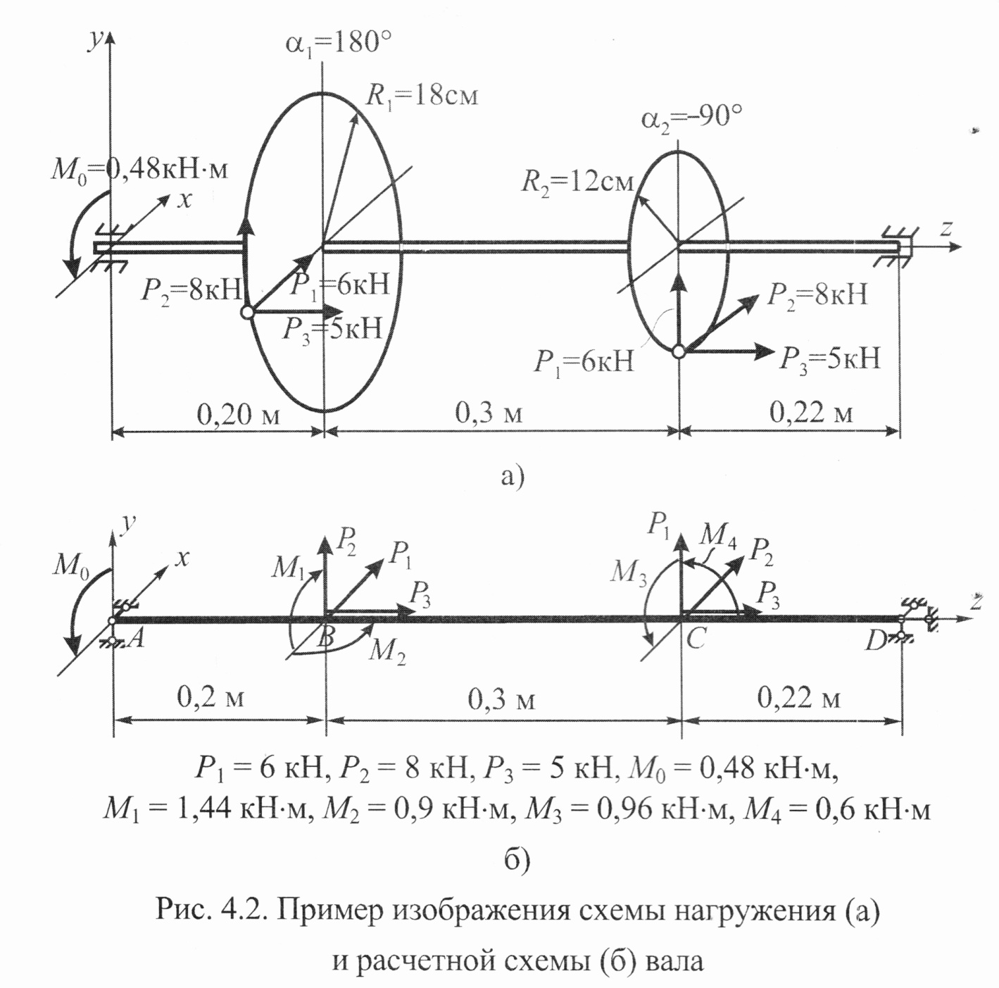 y
α₁=180°
R₁=18см
α₂=–90°
M₀=0,48кН·м
R₂=12см
x
z
P₂=8кН
P₁=6кН
P₂=8кН
P₃=5кН
P₁=6кН
P₃=5кН
0,20 м
0,3 м
0,22 м
а)
y
P₂
P₁
M₄
M₀
x
M₁
P₁
M₃
P₂
P₃
P₃
z
A
B
M₂
C
D
0,2 м
0,3 м
0,22 м
P₁ = 6 кН, P₂ = 8 кН, P₃ = 5 кН, M₀ = 0,48 кН·м,
M₁ = 1,44 кН·м, M₂ = 0,9 кН·м, M₃ = 0,96 кН·м, M₄ = 0,6 кН·м
б)
Рис. 4.2. Пример изображения схемы нагружения (а)
и расчетной схемы (б) вала